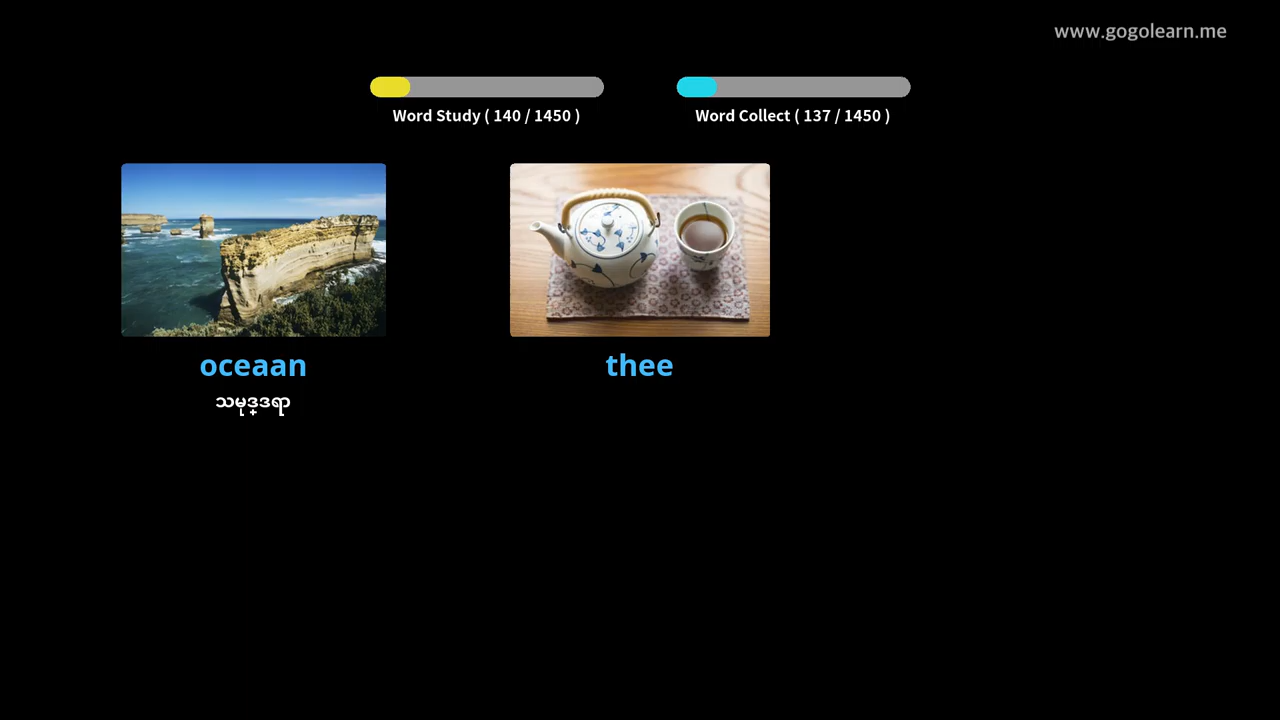 www.gogolearn.me
Word Study ( 140 / 1450 )
Word Collect ( 137 / 1450 )
oceaan
thee
သမုဒ္ဒရာ